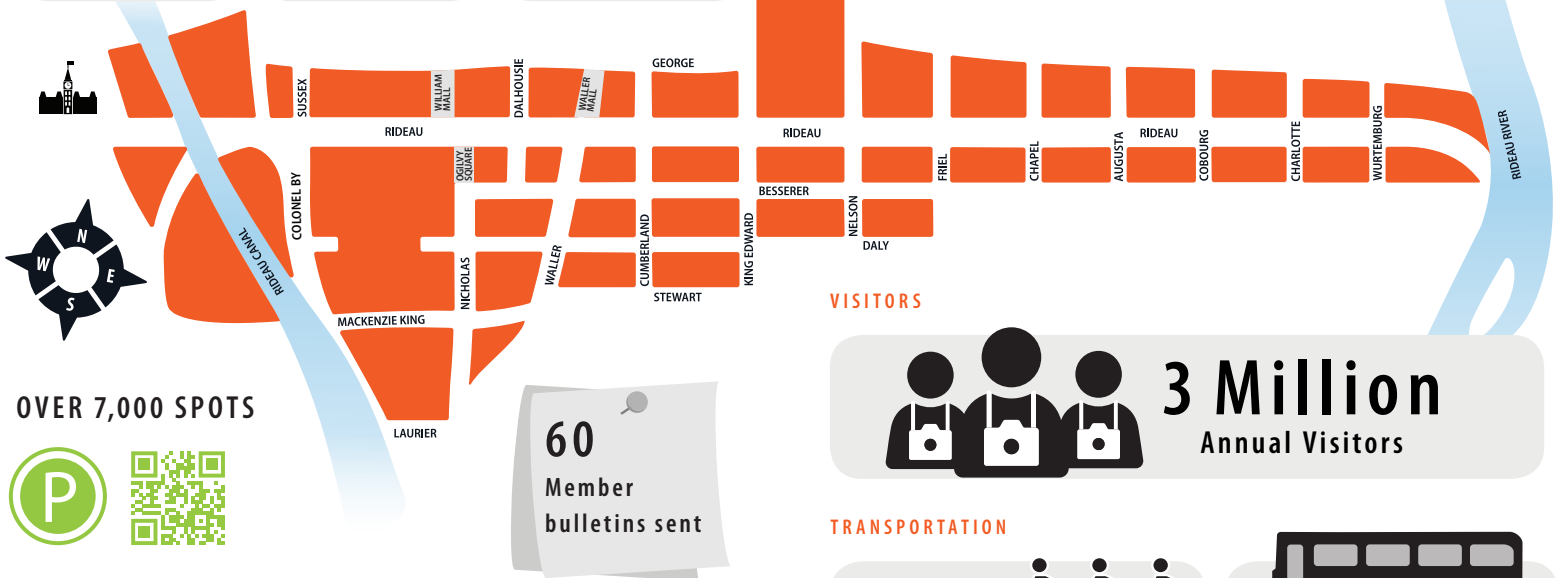 GEORGE
SUSSEX
WILLIAM
MALL
DALHOUSIE
WALLER
MALL
RIDEAU
RIDEAU
RIDEAU
OGILVY
SQUARE
FRIEL
CHAPEL
AUGUSTA
COBOURG
CHARLOTTE
WURTEMBURG
RIDEAU RIVER
COLONEL BY
BESSERER
NELSON
DALY
N
W
E
S
RIDEAU CANAL
NICHOLAS
WALLER
CUMBERLAND
KING EDWARD
STEWART
MACKENZIE KING
LAURIER
OVER 7,000 SPOTS
P
60
Member
bulletins sent
VISITORS
3 Million
Annual Visitors
TRANSPORTATION